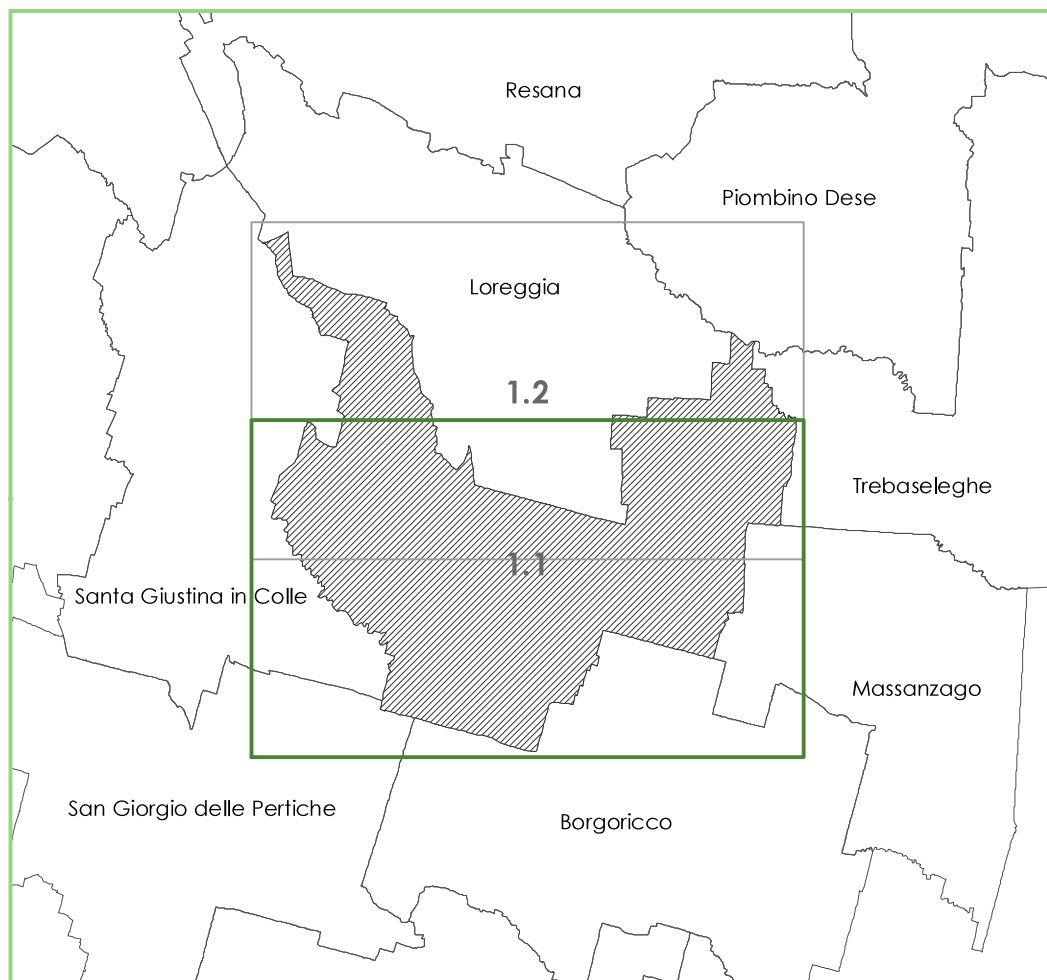 Resana
Piombino Dese
Loreggia
1.2
Trebaseleghe
1.1
Santa Giustina in Colle
Massanzago
San Giorgio delle Pertiche
Borgoricco